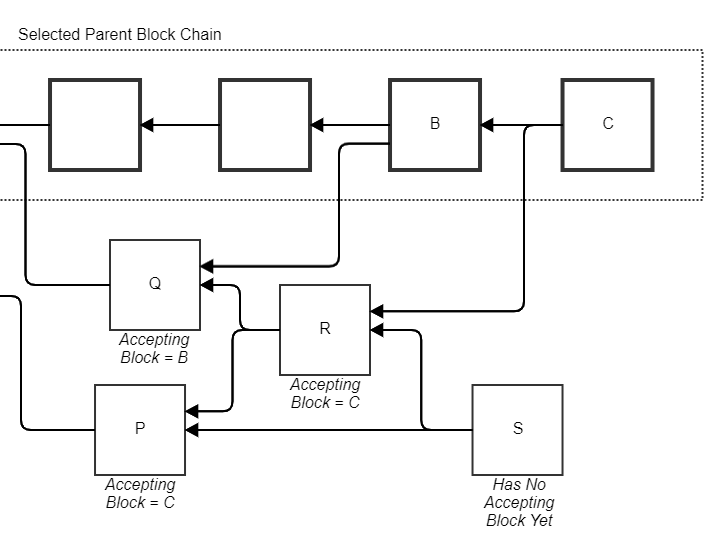 Selected Parent Block Chain
B
C
Q
Accepting
Block = B
R
Accepting
Block = C
P
Accepting
Block = C
S
Has No
Accepting
Block Yet